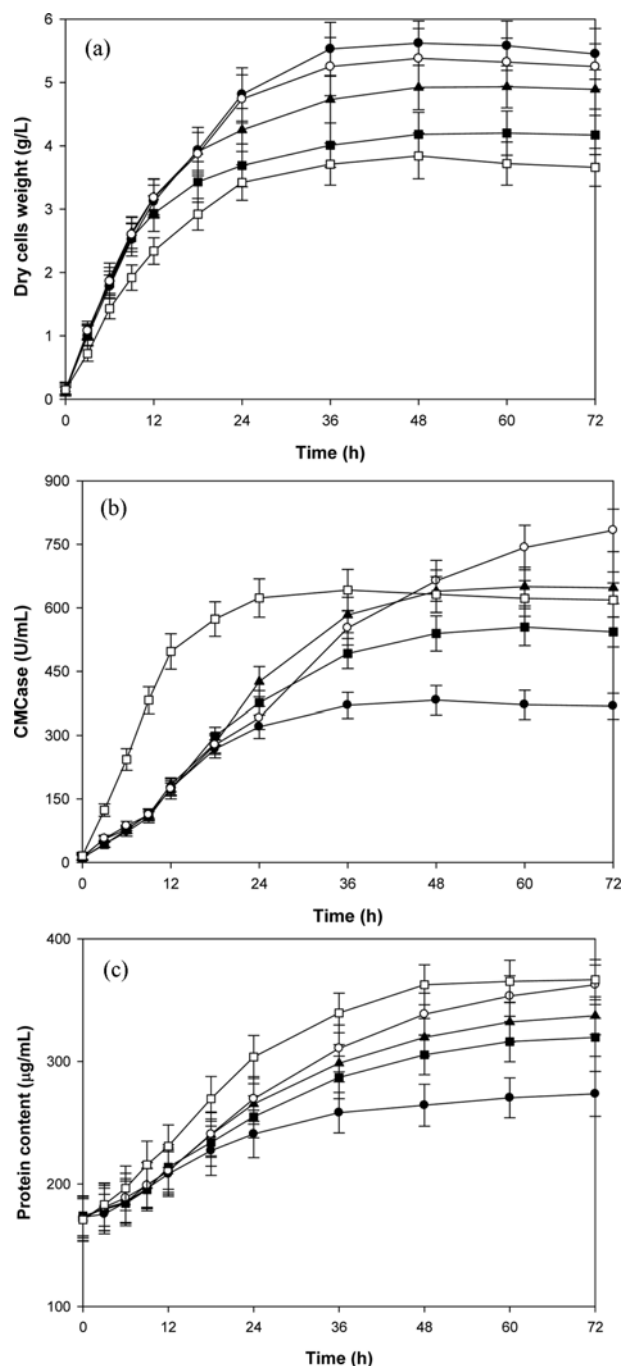 (a)
Dry cells weight (g/L)
6
5
4
3
2
1
0
0 12 24 36 48 60 72
Time (h)
(b)
CMCase (U/mL)
900
750
600
450
300
150
0
0 12 24 36 48 60 72
Time (h)
(c)
Protein content (μg/mL)
400
300
200
100
0 12 24 36 48 60 72
Time (h)